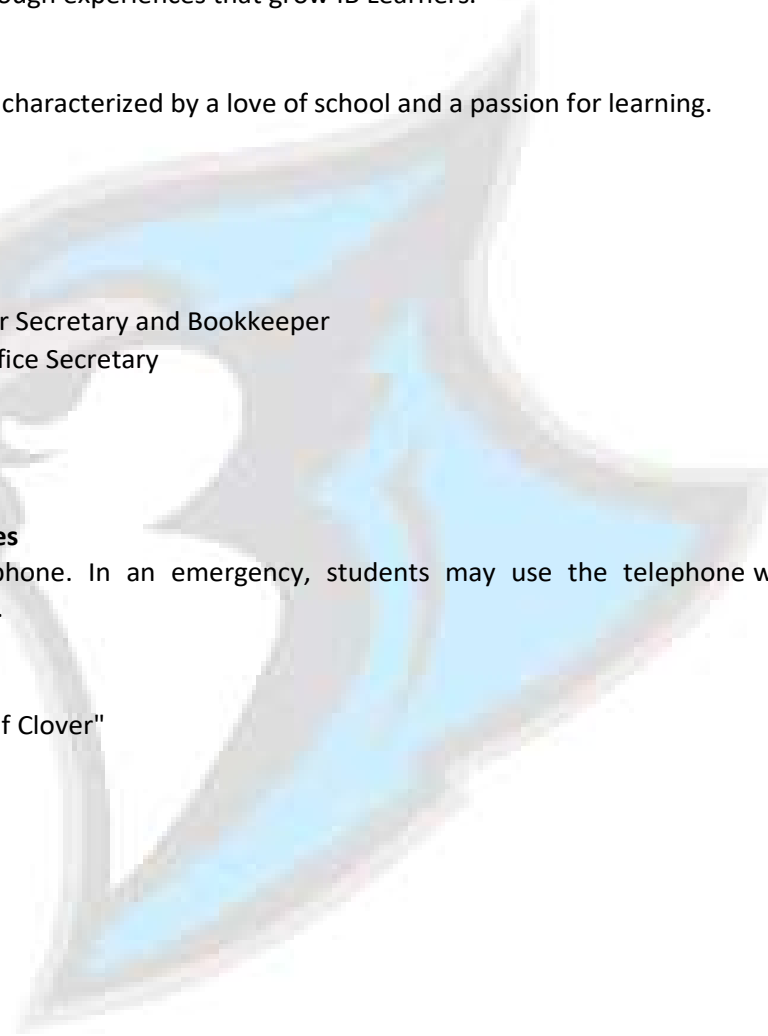 ough experiences that grow ID Learners.
characterized by a love of school and a passion for learning.
r Secretary and Bookkeeper
fice Secretary
es
phone. In an emergency, students may use the telephone w
.
f Clover"